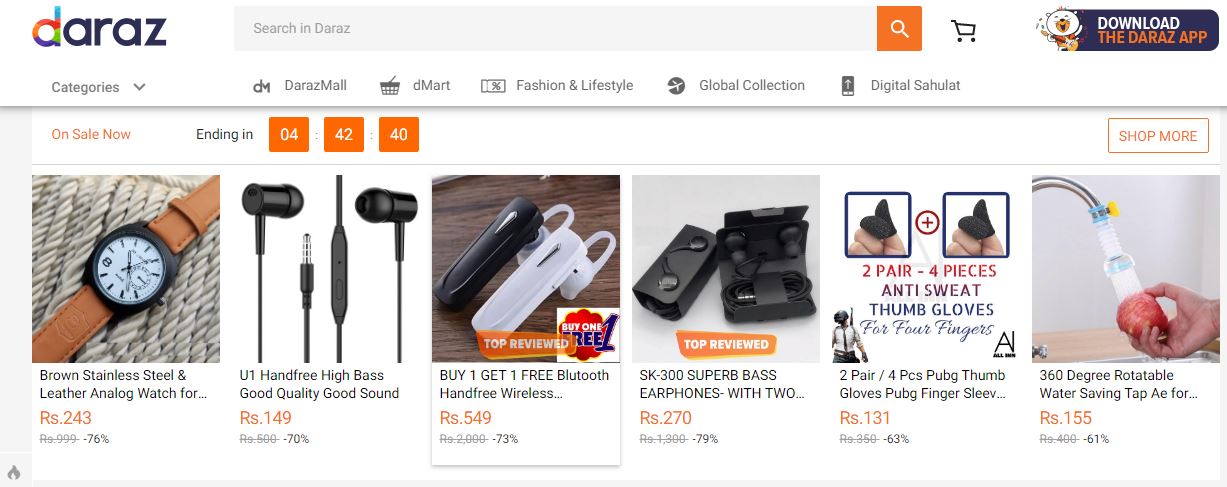 daraz
Search in Daraz
DOWNLOAD
THE DARAZ APP
Categories
DarazMall
dMart
Fashion & Lifestyle
Global Collection
Digital Sahulat
On Sale Now
Ending in 04 : 42 : 40
SHOP MORE
TOP REVIEWED
BUY ONE
FREE 1
TOP REVIEWED
2 PAIR - 4 PIECES
ANTI SWEAT
THUMB GLOVES
For Four Fingers
ALL INN
Brown Stainless Steel &
Leather Analog Watch for...
Rs.243
Rs.999 -76%
U1 Handfree High Bass
Good Quality Good Sound
Rs.149
Rs.500 -70%
BUY 1 GET 1 FREE Blutooth
Handfree Wireless...
Rs.549
Rs.2,000 -73%
SK-300 SUPERB BASS
EARPHONES- WITH TWO...
Rs.270
Rs.1,300 -79%
2 Pair / 4 Pcs Pubg Thumb
Gloves Pubg Finger Sleev...
Rs.131
Rs.350 -63%
360 Degree Rotatable
Water Saving Tap Ae for...
Rs.155
Rs.400 -61%